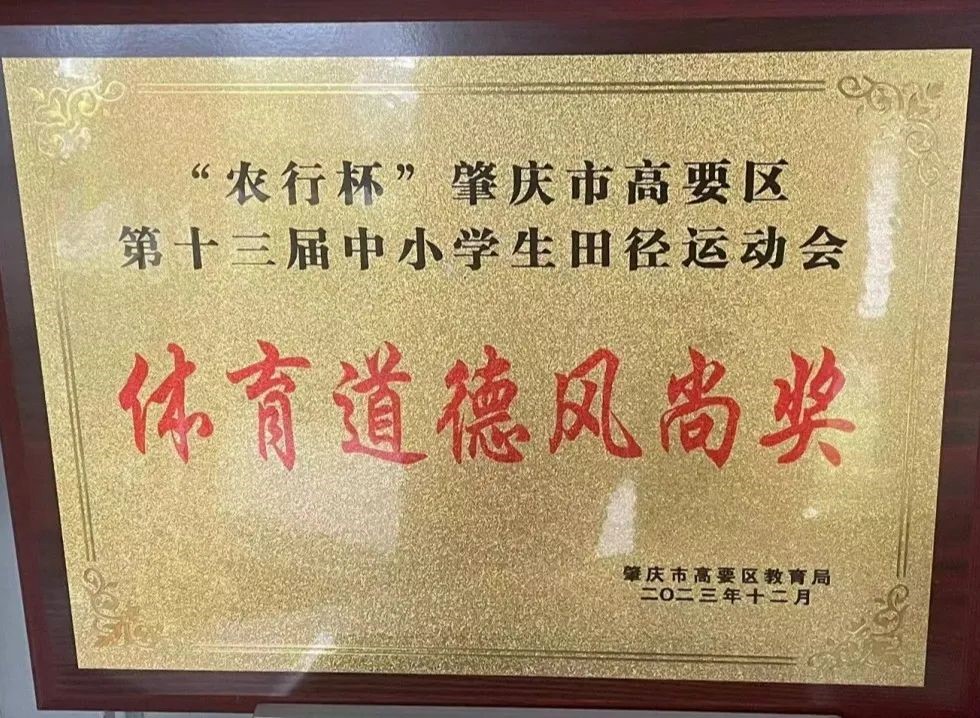 “农行杯”肇庆市高要区
第十三届中小学生田径运动会
体育道德风尚奖
肇庆市高要区教育局
二〇二三年十二月